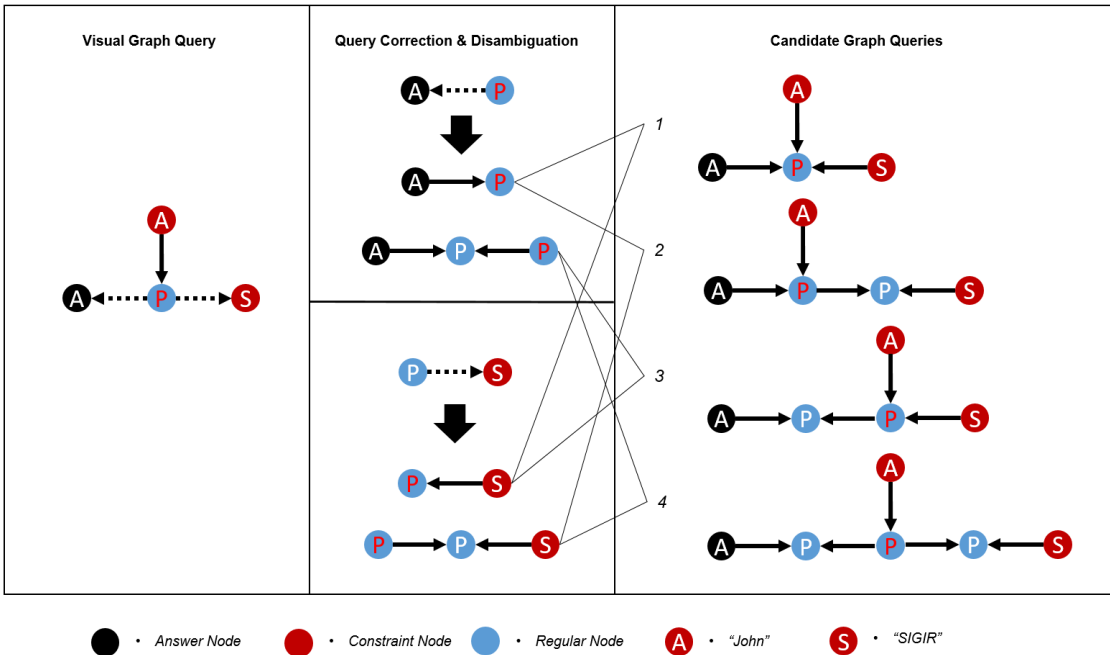 Visual Graph Query
Query Correction & Disambiguation
Candidate Graph Queries
A P
A P
A P P
P S
P S
P P S
A
A P S
1
2
3
4
A
A P S
A
A P P S
A
A P P S
A
A P P P S
• Answer Node
• Constraint Node
• Regular Node
A • "John"
S • "SIGIR"